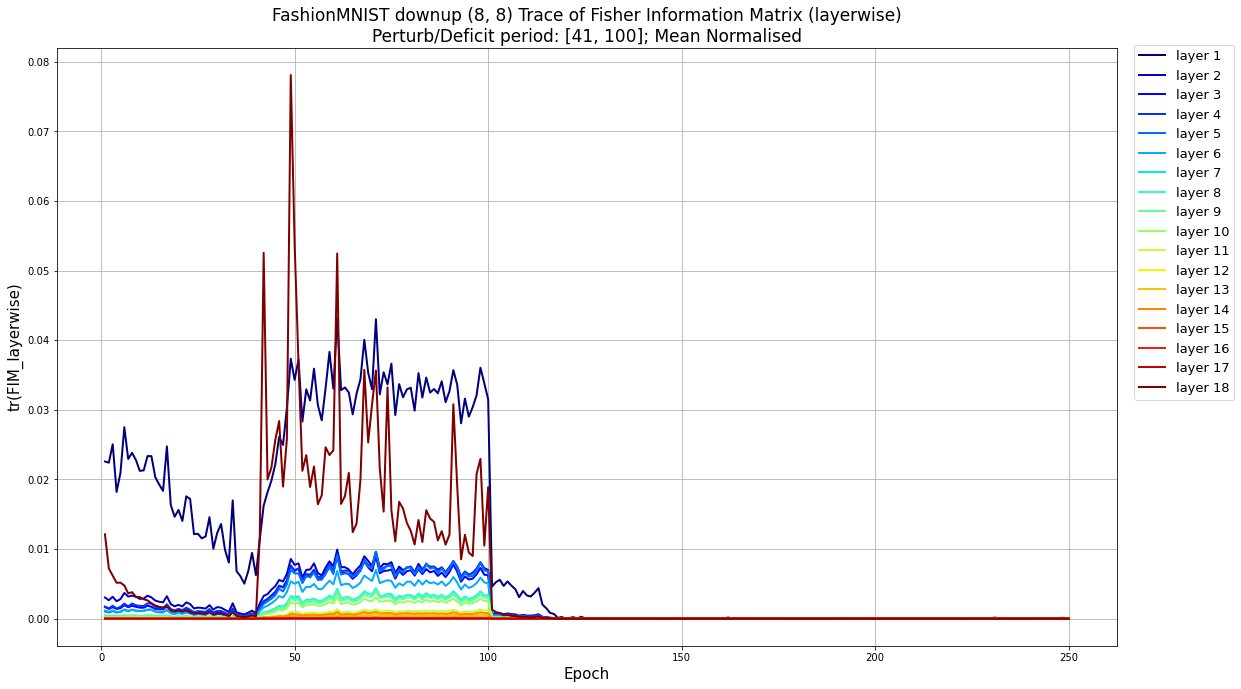 FashionMNIST downup (8, 8) Trace of Fisher Information Matrix (layerwise)
Perturb/Deficit period: [41, 100]; Mean Normalised
tr(FIM_layerwise)
0.08
0.07
0.06
0.05
0.04
0.03
0.02
0.01
0.00
0
50
100
150
200
250
Epoch
layer 1
layer 2
layer 3
layer 4
layer 5
layer 6
layer 7
layer 8
layer 9
layer 10
layer 11
layer 12
layer 13
layer 14
layer 15
layer 16
layer 17
layer 18